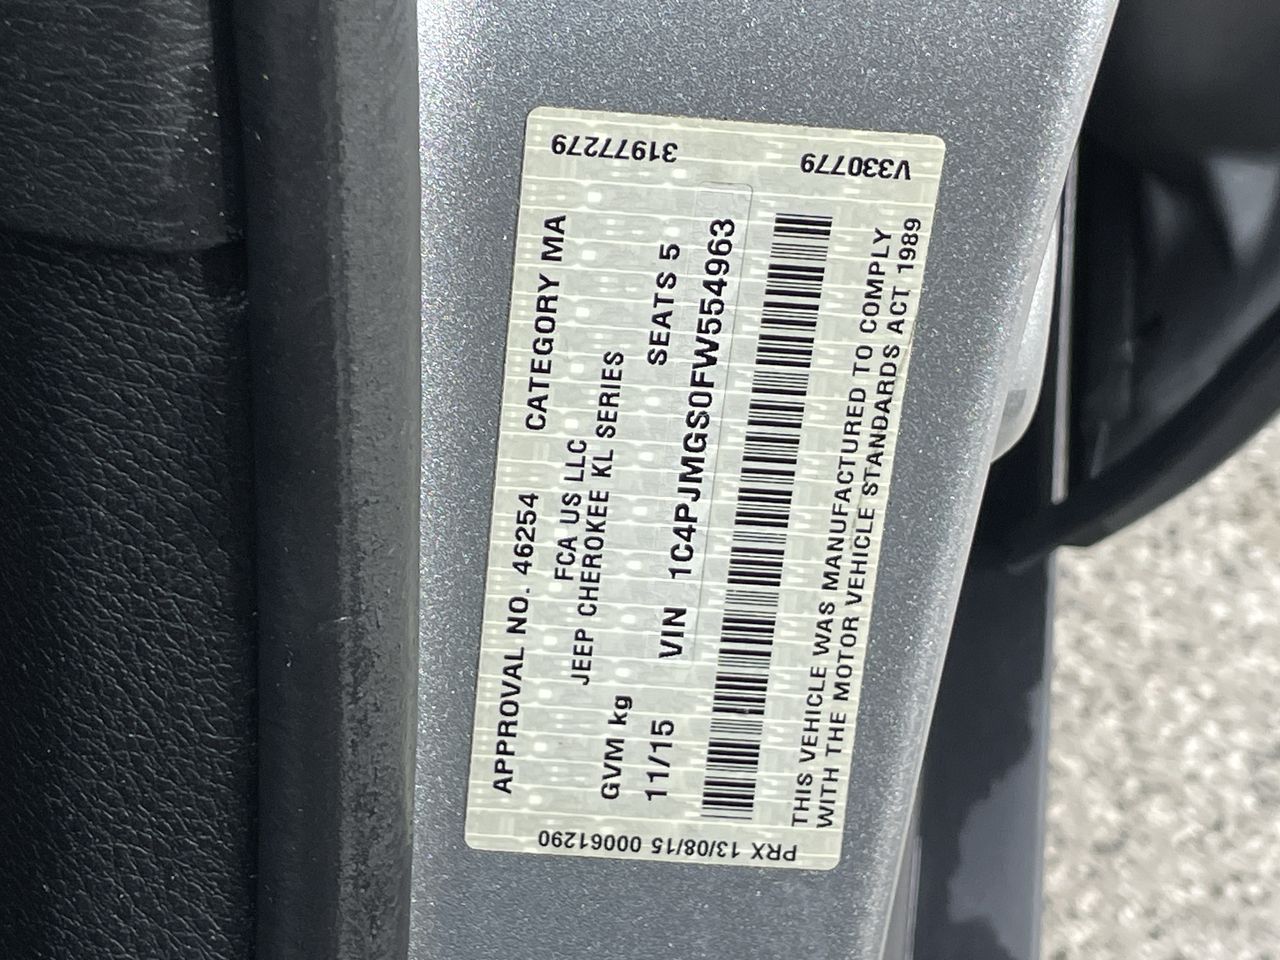 APPROVAL NO. 46254 CATEGORY MA
FCA US LLC
JEEP CHEROKEE KL SERIES
GVM kg
11/15 SEATS 5
VIN 1C4PJMGS0FW554963
THIS VEHICLE WAS MANUFACTURED TO COMPLY
WITH THE MOTOR VEHICLE STANDARDS ACT 1989
31977279 V330779
PRX 13/08/15 00061290